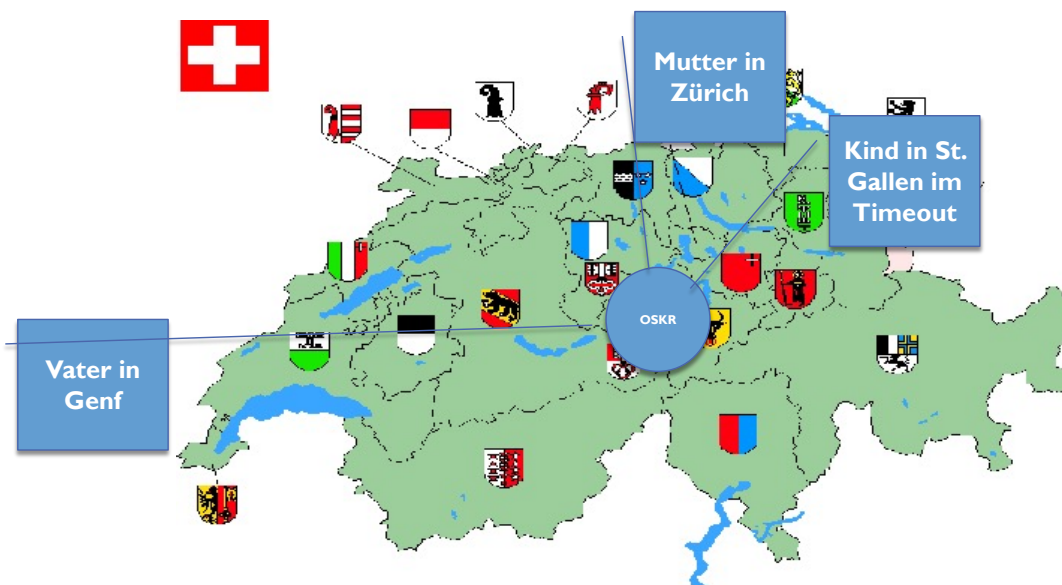 Mutter in
Zürich
Kind in St.
Gallen im
Timeout
OSKR
Vater in
Genf